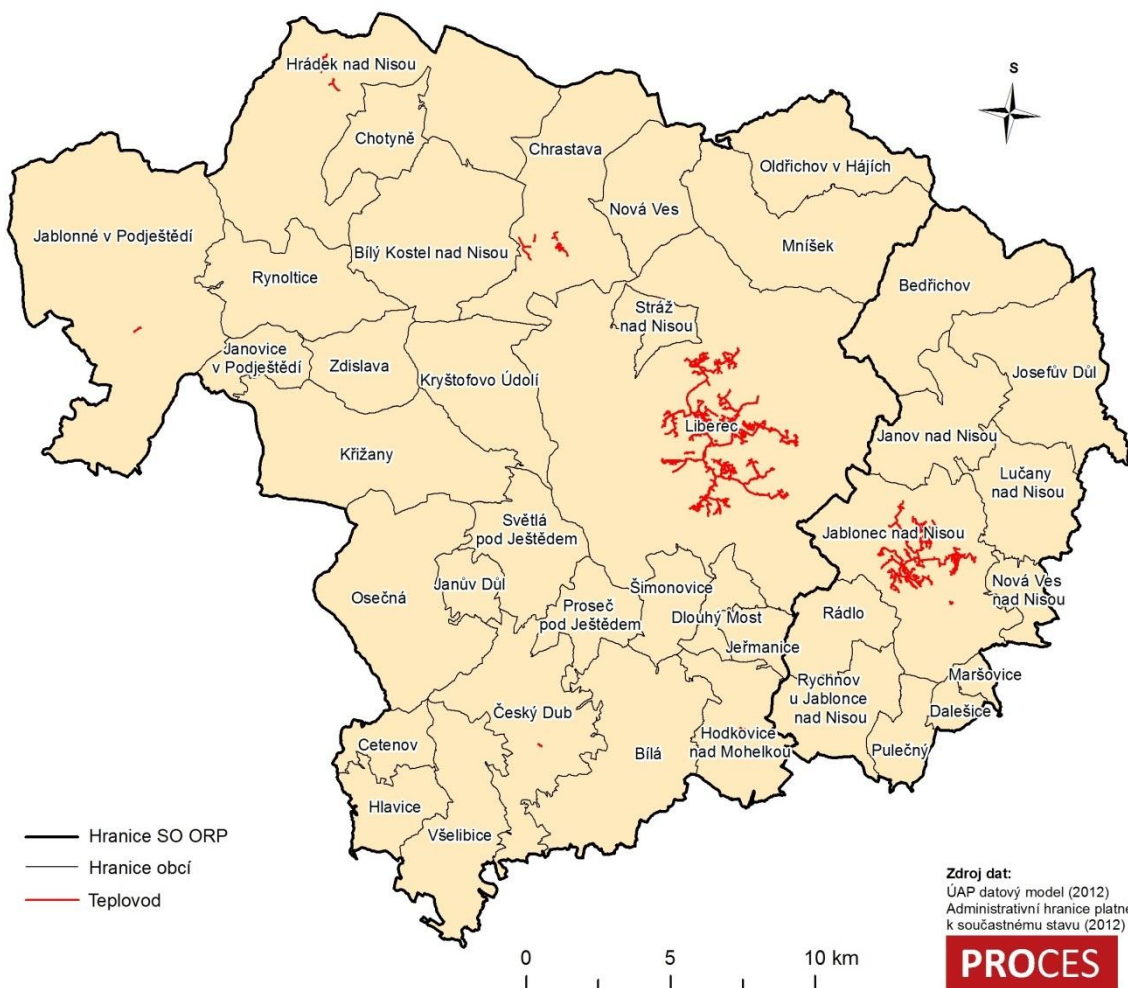 Hrádek nad Nisou
S
Chotyně
Chrastava
Oldřichov v Hájích
Nová Ves
Jablonné v Podještědí
Bílý Kostel nad Nisou
Mníšek
Rynoltice
Bedřichov
Stráž
nad Nisou
Janovice
v Podještědí
Zdislava
Kryštofovo Údolí
Josefův Důl
Liberec
Janov nad Nisou
Křižany
Lučany
nad Nisou
Světlá
pod Ještědem
Jablonec nad Nisou
Osečná
Janův Důl
Šimonovice
Nová Ves
nad Nisou
Proseč
pod Ještědem
Dlouhý Most
Rádlo
Jeřmanice
Maršovice
Rychnov
u Jablonce
nad Nisou
Dalešice
Český Dub
Cetenov
Bílá
Hodkovice
nad Mohelkou
Pulečný
Hlavice
Všelibice
Hranice SO ORP
Hranice obcí
Teplovod
Zdroj dat:
ÚAP datový model (2012)
Administrativní hranice platné
k součastnému stavu (2012)
0 5 10 km
PROCES